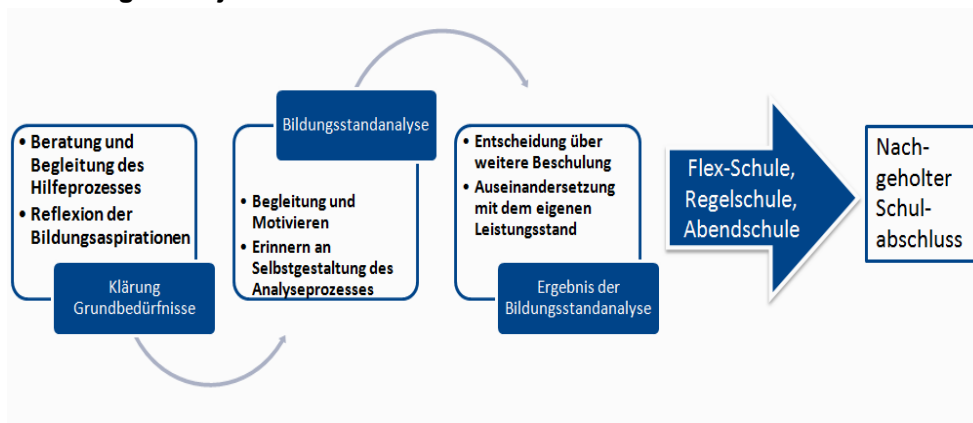 • Beratung und
Begleitung des
Hilfeprozesses
• Reflexion der
Bildungsaspirationen
Klärung
Grundbedürfnisse
Bildungsstandanalyse
• Begleitung und
Motivieren
• Erinnern an
Selbstgestaltung des
Analyseprozesses
• Entscheidung über
weitere Beschulung
• Auseinandersetzung
mit dem eigenen
Leistungsstand
Ergebnis der
Bildungsstandanalyse
Flex-Schule,
Regelschule,
Abendschule
Nach-
geholter
Schul-
abschluss